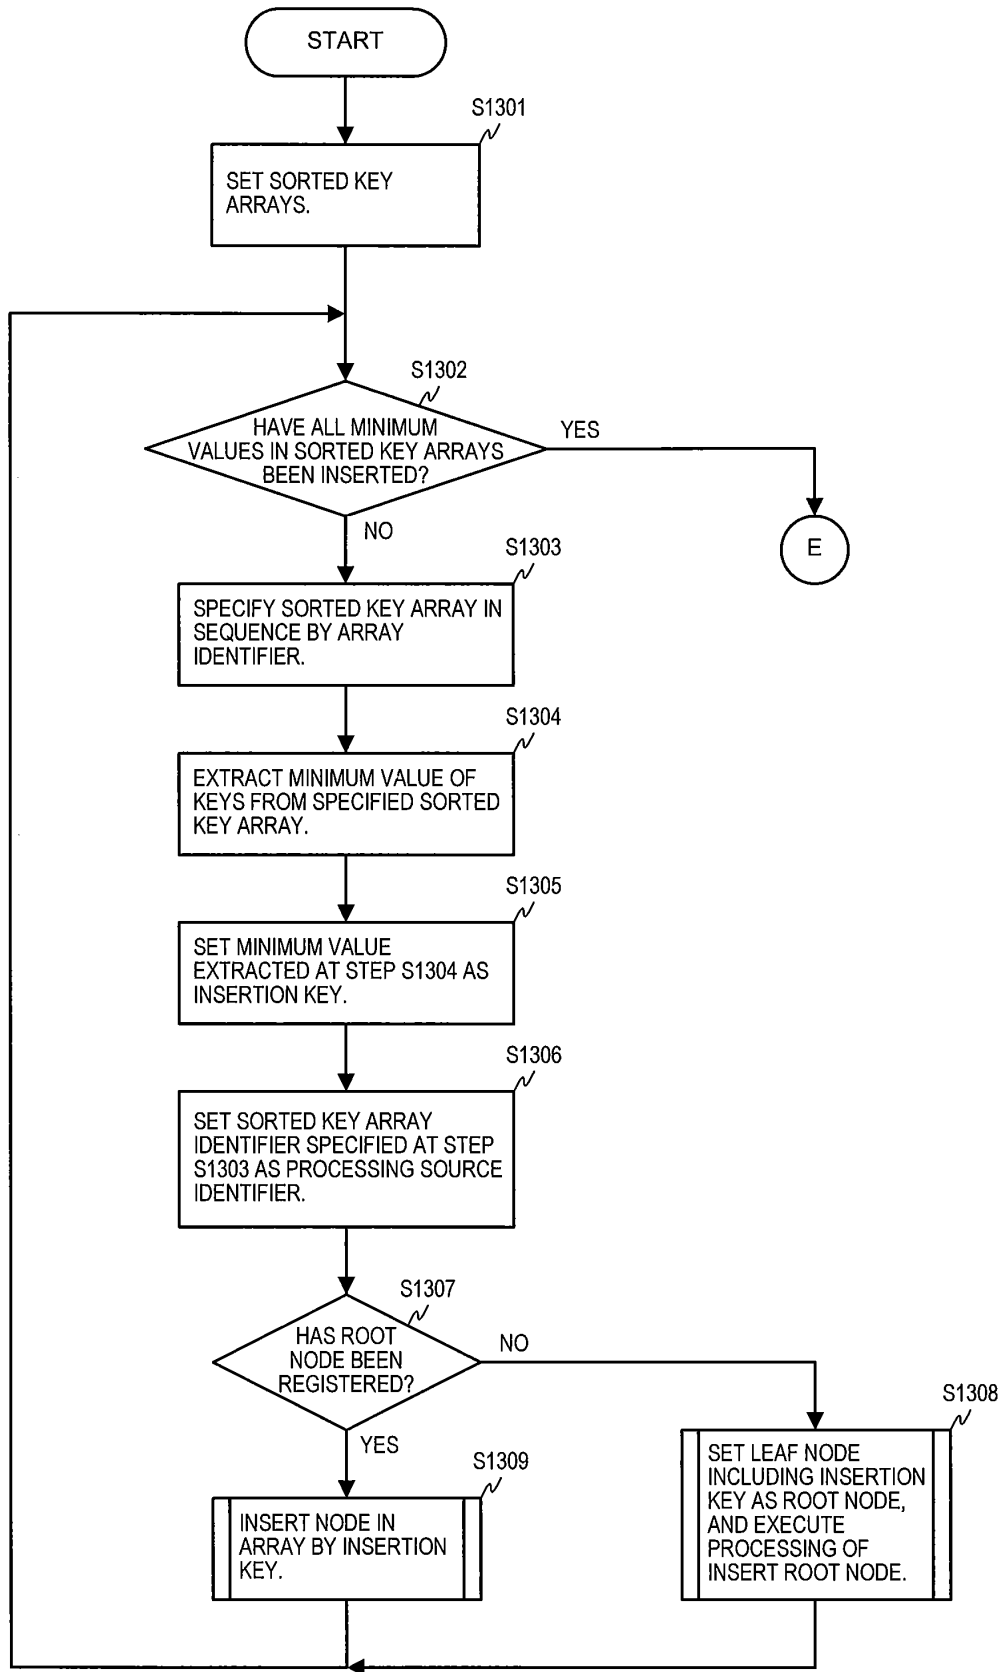 START
S1301
SET SORTED KEY
ARRAYS.
S1302
HAVE ALL MINIMUM
VALUES IN SORTED KEY ARRAYS
BEEN INSERTED?
YES
NO
E
S1303
SPECIFY SORTED KEY ARRAY IN
SEQUENCE BY ARRAY
IDENTIFIER.
S1304
EXTRACT MINIMUM VALUE OF
KEYS FROM SPECIFIED SORTED
KEY ARRAY.
S1305
SET MINIMUM VALUE
EXTRACTED AT STEP S1304 AS
INSERTION KEY.
S1306
SET SORTED KEY ARRAY
IDENTIFIER SPECIFIED AT STEP
S1303 AS PROCESSING SOURCE
IDENTIFIER.
S1307
HAS ROOT
NODE BEEN
REGISTERED?
NO
YES
S1308
SET LEAF NODE
INCLUDING INSERTION
KEY AS ROOT NODE,
AND EXECUTE
PROCESSING OF
INSERT ROOT NODE.
S1309
INSERT NODE IN
ARRAY BY INSERTION
KEY.